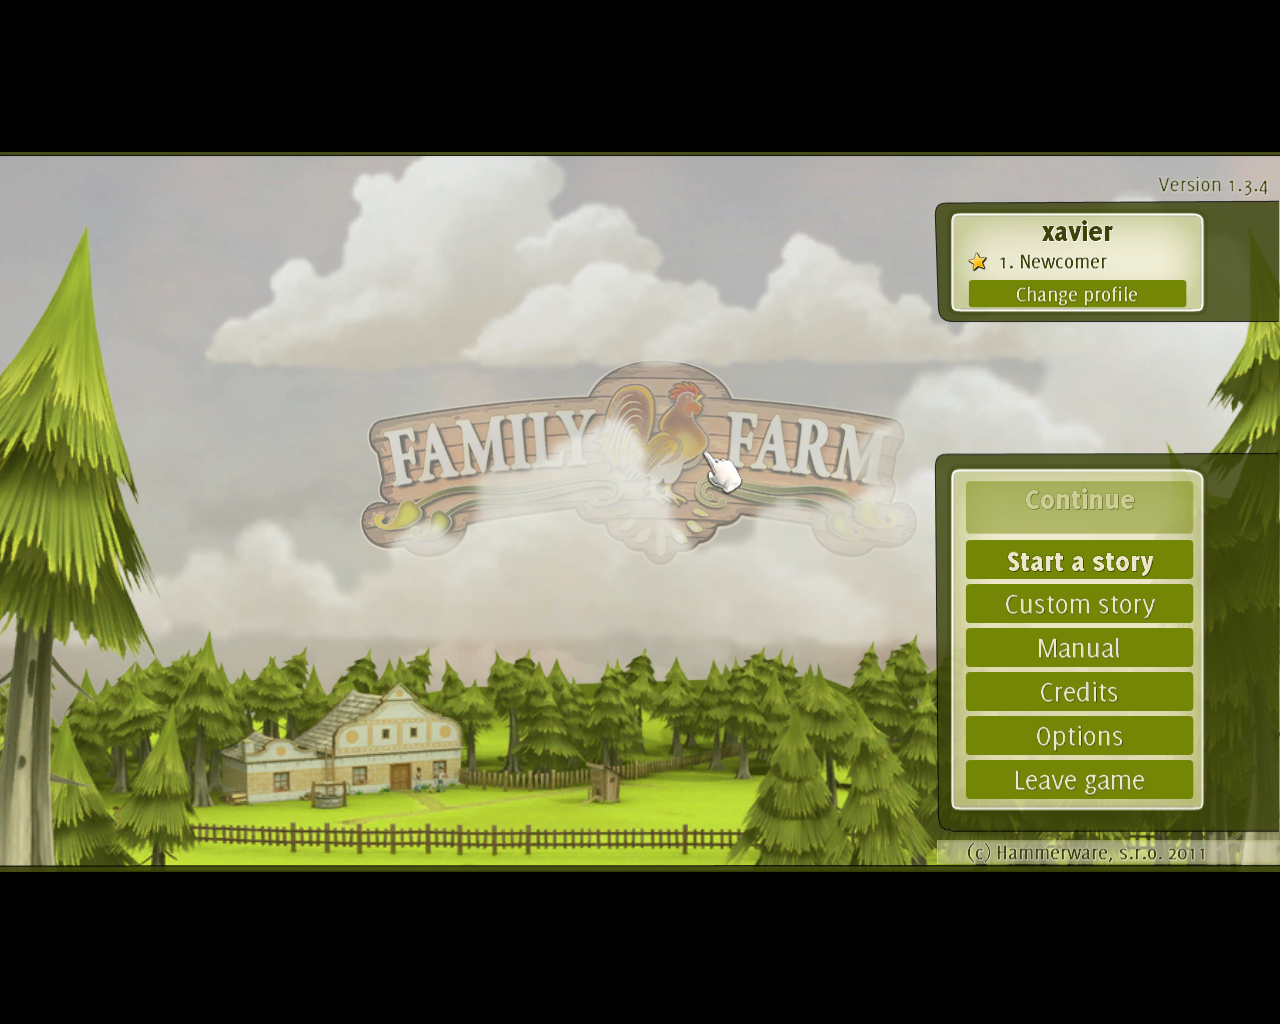 Version 1.3.4
xavier
1. Newcomer
Change profile
FAMILY FARM
Continue
Start a story
Custom story
Manual
Credits
Options
Leave game
(c) Hammerware, s.r.o. 2011